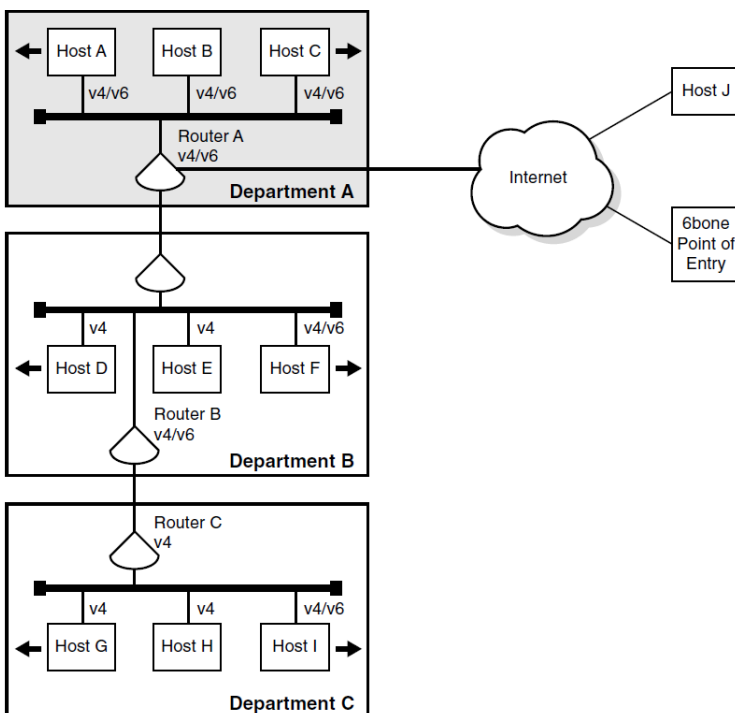 Host A
Host B
Host C
v4/v6
v4/v6
v4/v6
Router A
v4/v6
Department A
Internet
Host J
6bone
Point of
Entry
v4
v4
v4/v6
Host D
Host E
Host F
Router B
v4/v6
Department B
Router C
v4
v4
v4
v4/v6
Host G
Host H
Host I
Department C